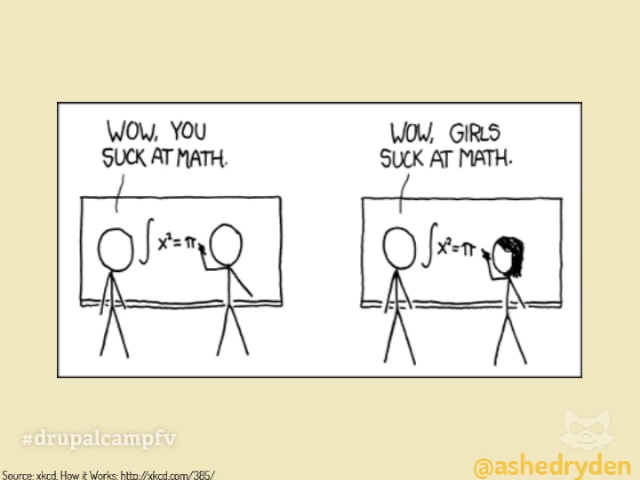 WOW, YOU
SUCK AT MATH.
∫x²=π
WOW, GIRLS
SUCK AT MATH.
∫x²=π
#drupalcampfv
@ashedryden
Source: xkcd, How it Works: http://xkcd.com/385/